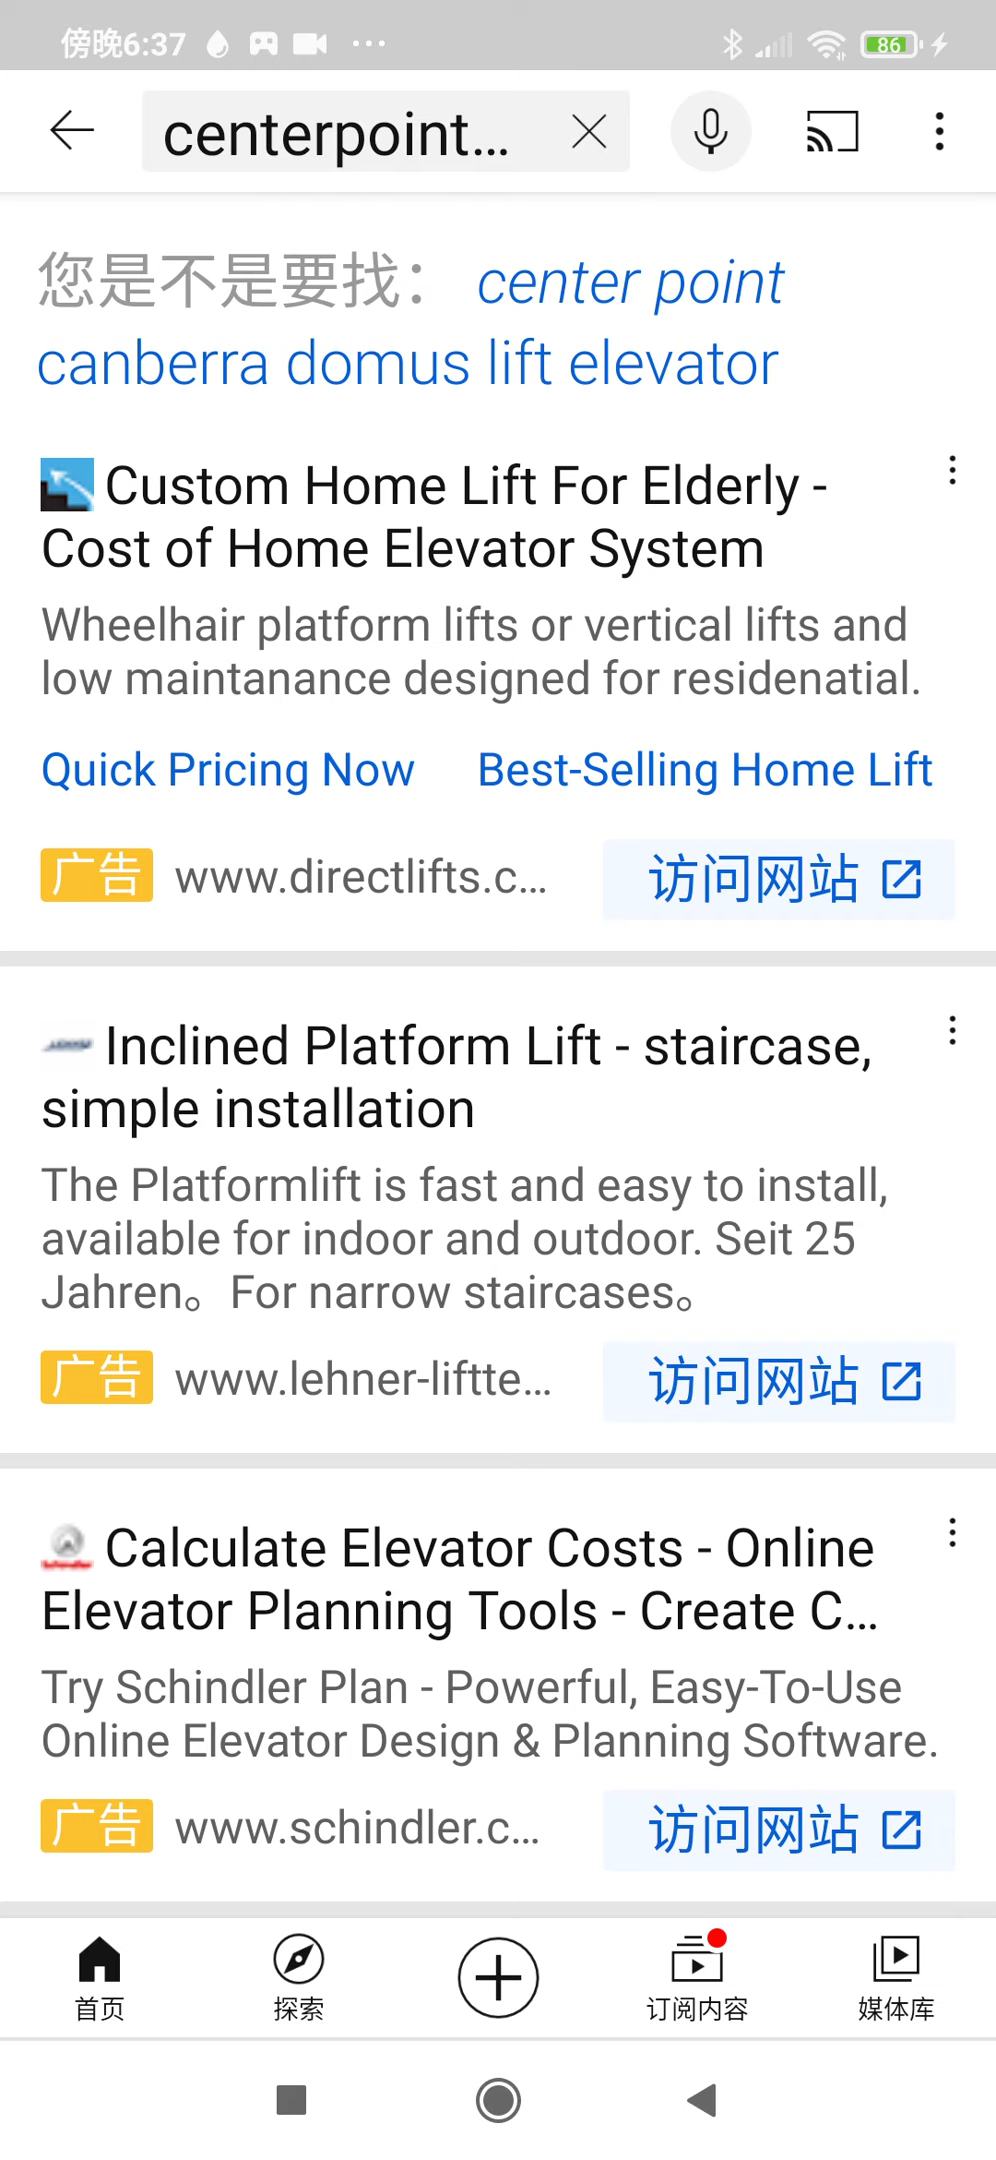 傍晚6:37
86
centerpoint...
您是不是要找： center point
canberra domus lift elevator
Custom Home Lift For Elderly -
Cost of Home Elevator System
Wheelhair platform lifts or vertical lifts and
low maintanance designed for residenatial.
Quick Pricing Now Best-Selling Home Lift
广告 www.directlifts.c... 访问网站
Inclined Platform Lift - staircase,
simple installation
The Platformlift is fast and easy to install,
available for indoor and outdoor. Seit 25
Jahren。 For narrow staircases。
广告 www.lehner-liftte... 访问网站
Calculate Elevator Costs - Online
Elevator Planning Tools - Create C...
Try Schindler Plan - Powerful, Easy-To-Use
Online Elevator Design & Planning Software.
广告 www.schindler.c... 访问网站
首页 探索 订阅内容 媒体库